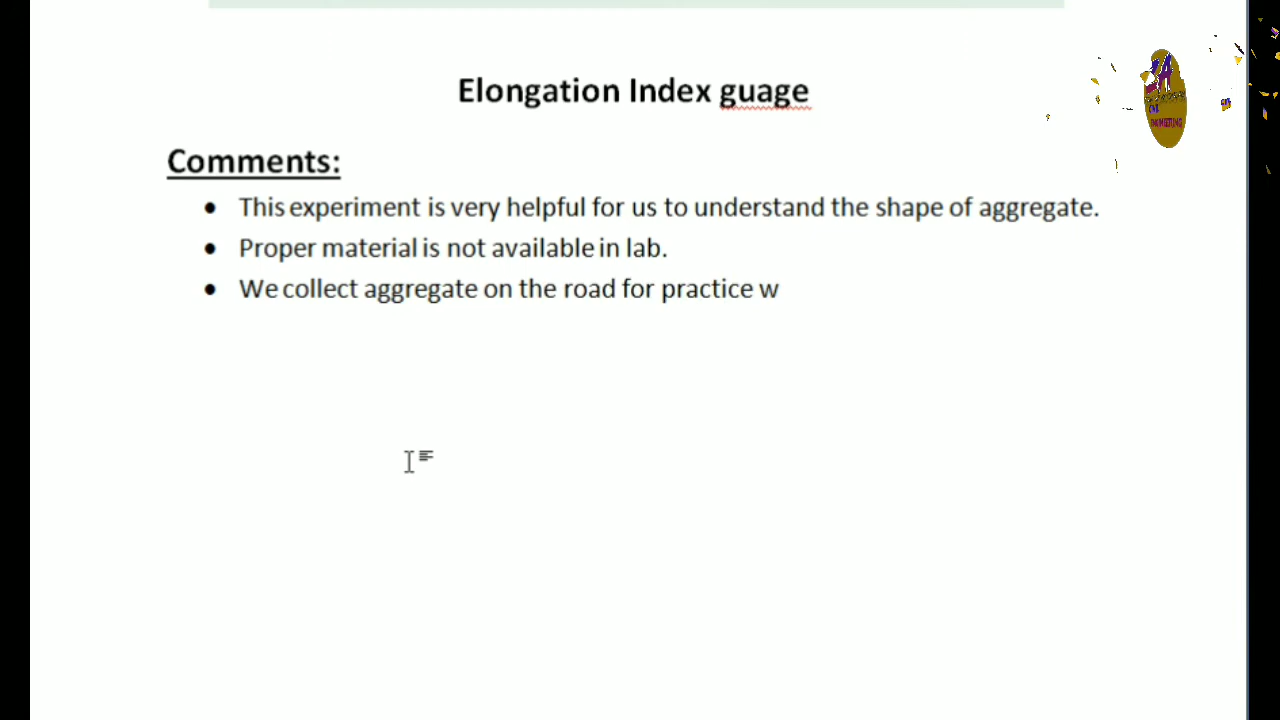 Elongation Index guage
Comments:
• This experiment is very helpful for us to understand the shape of aggregate.
• Proper material is not available in lab.
• We collect aggregate on the road for practice w